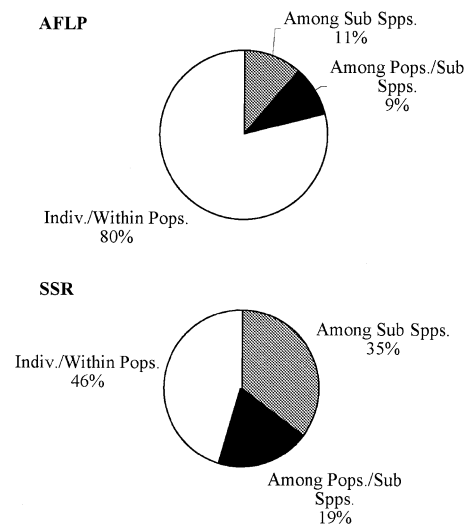 AFLP
Among Sub Spps.
11%
Among Pops./Sub
Spps.
9%
Indiv./Within Pops.
80%
SSR
Among Sub Spps.
35%
Indiv./Within Pops.
46%
Among Pops./Sub
Spps.
19%